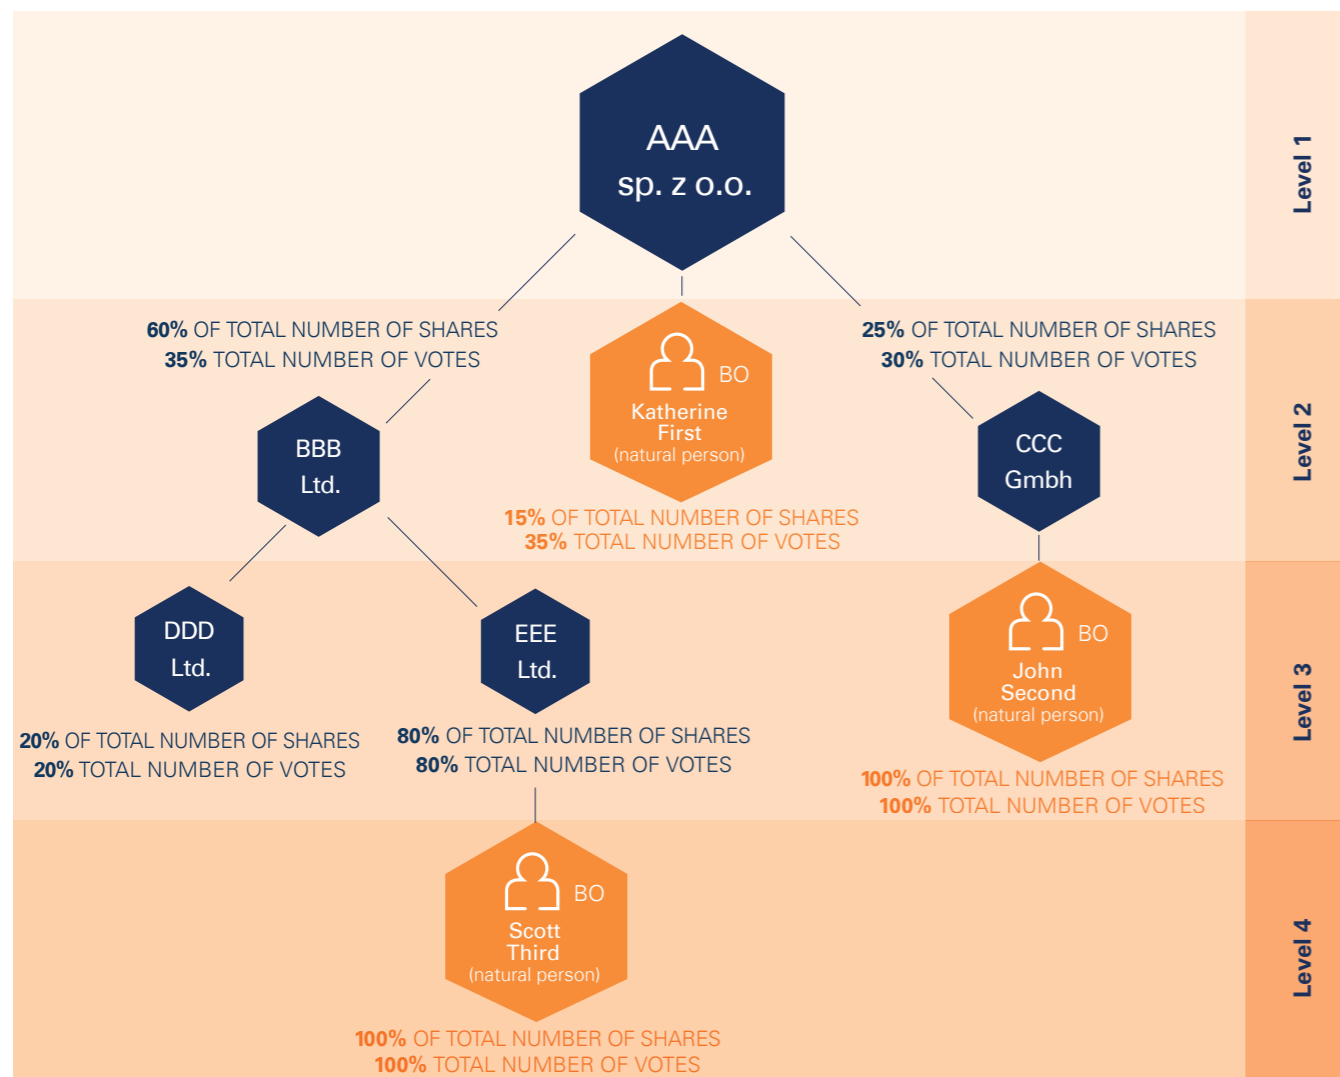 AAA
sp. z o.o.
Level 1
60% OF TOTAL NUMBER OF SHARES
35% TOTAL NUMBER OF VOTES
BO
Katherine
First
(natural person)
25% OF TOTAL NUMBER OF SHARES
30% TOTAL NUMBER OF VOTES
BBB
Ltd.
CCC
Gmbh
15% OF TOTAL NUMBER OF SHARES
35% TOTAL NUMBER OF VOTES
Level 2
DDD
Ltd.
EEE
Ltd.
BO
John
Second
(natural person)
20% OF TOTAL NUMBER OF SHARES
20% TOTAL NUMBER OF VOTES
80% OF TOTAL NUMBER OF SHARES
80% TOTAL NUMBER OF VOTES
100% OF TOTAL NUMBER OF SHARES
100% TOTAL NUMBER OF VOTES
Level 3
BO
Scott
Third
(natural person)
100% OF TOTAL NUMBER OF SHARES
100% TOTAL NUMBER OF VOTES
Level 4